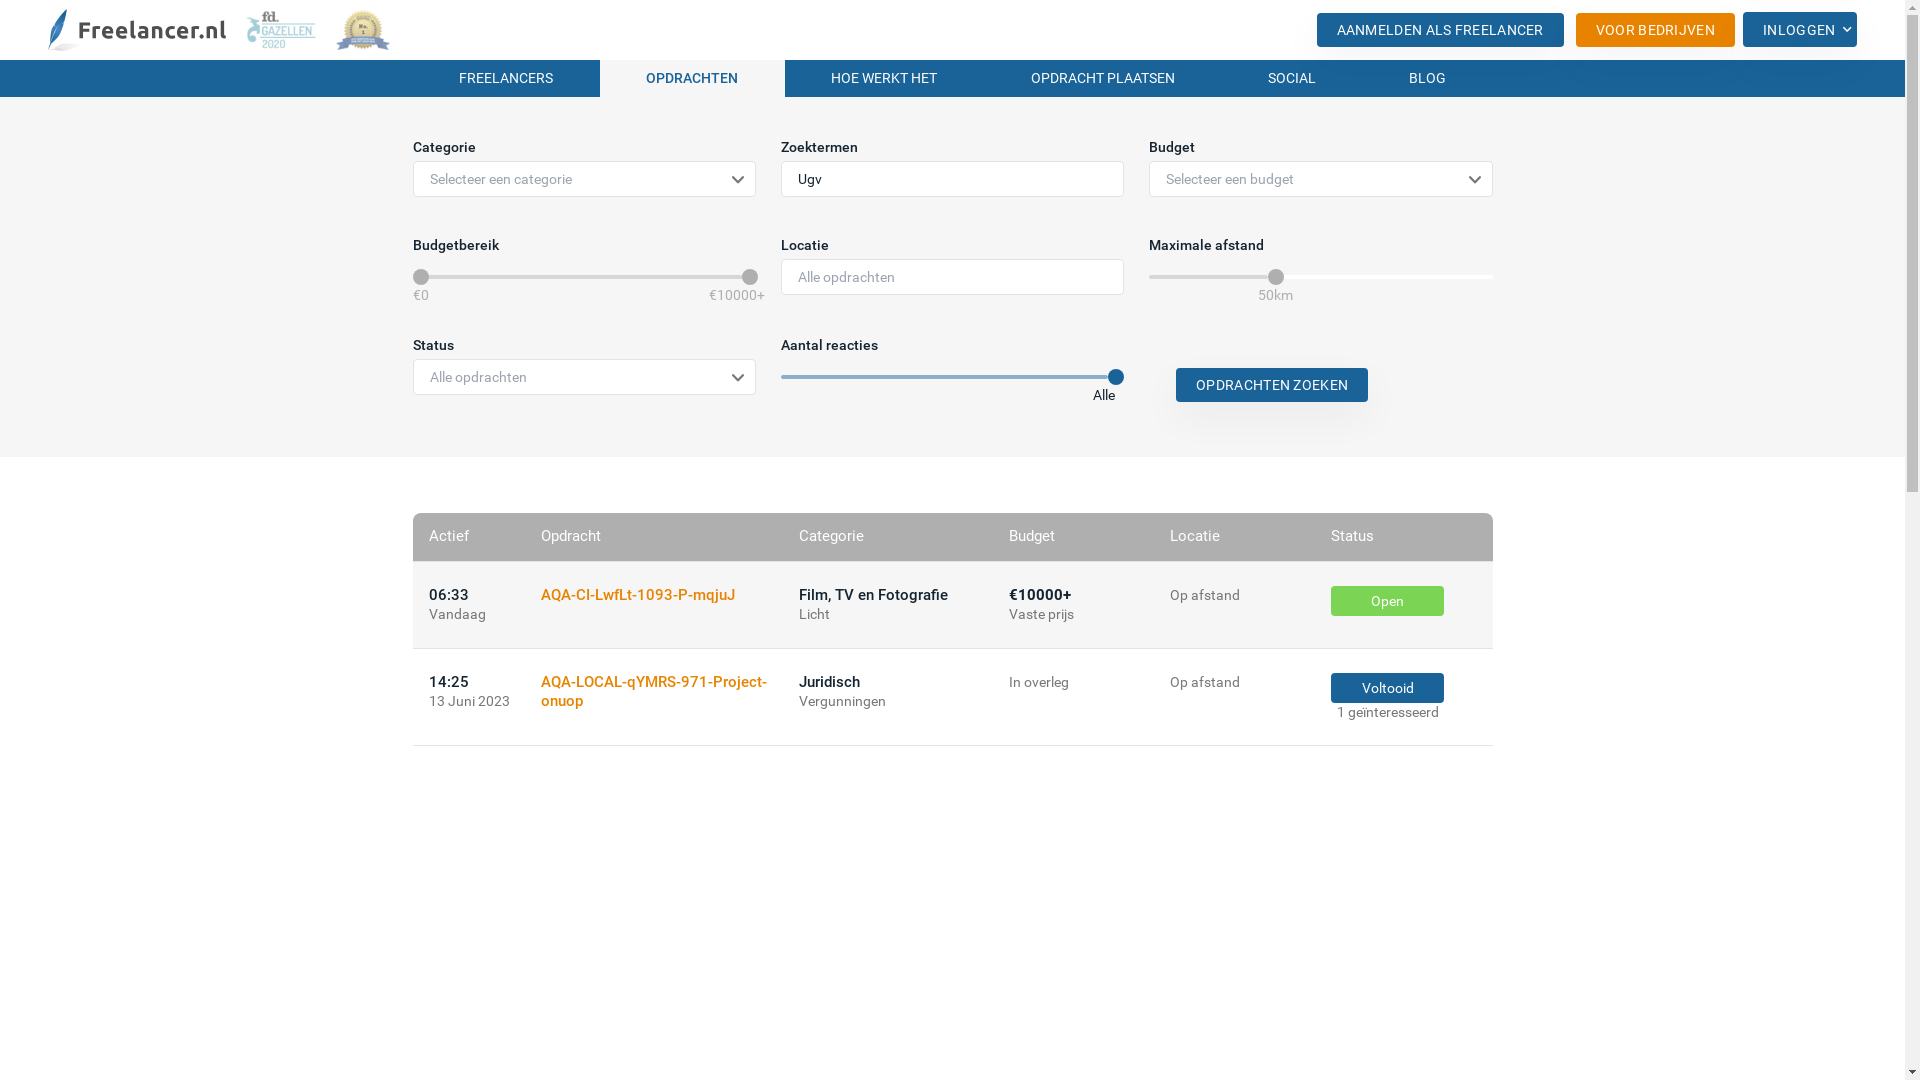 Freelancer.nl
fd.
GAZELLEN
2020
AANMELDEN ALS FREELANCER
VOOR BEDRIJVEN
INLOGGEN
FREELANCERS
OPDRACHTEN
HOE WERKT HET
OPDRACHT PLAATSEN
SOCIAL
BLOG
Categorie
Zoektermen
Budget
Selecteer een categorie
Ugv
Selecteer een budget
Budgetbereik
Locatie
Maximale afstand
Alle opdrachten
€0
€10000+
50km
Status
Aantal reacties
Alle opdrachten
Alle
OPDRACHTEN ZOEKEN
Actief
Opdracht
Categorie
Budget
Locatie
Status
06:33
Vandaag
AQA-CI-LwfLt-1093-P-mqjuJ
Film, TV en Fotografie
Licht
€10000+
Vaste prijs
Op afstand
Open
14:25
13 Juni 2023
AQA-LOCAL-qYMRS-971-Project-
onuop
Juridisch
Vergunningen
In overleg
Op afstand
Voltooid
1 geïnteresseerd